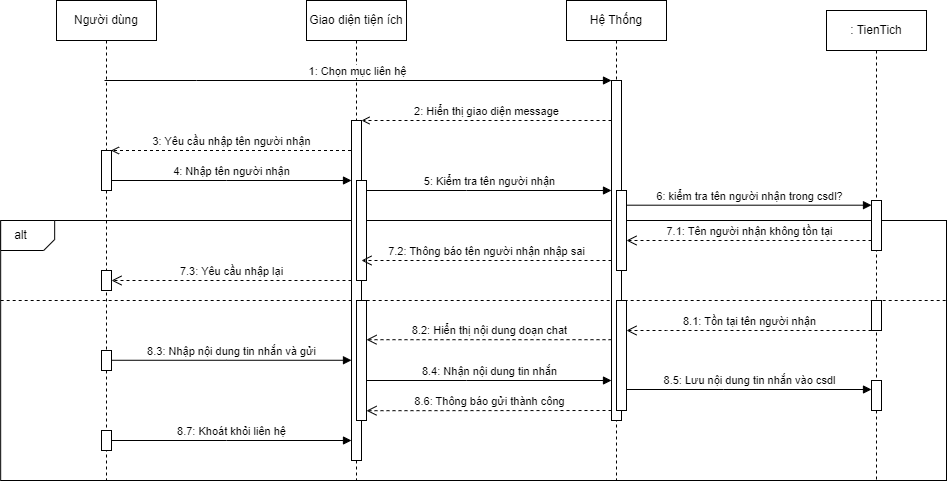 Người dùng
Giao diện tiện ích
Hệ Thống
: TienTich
1: Chọn mục liên hệ
2: Hiển thị giao diện message
3: Yêu cầu nhập tên người nhận
4: Nhập tên người nhận
5: Kiểm tra tên người nhận
6: kiểm tra tên người nhận trong csdl?
alt
7.1: Tên người nhận không tồn tại
7.2: Thông báo tên người nhận nhập sai
7.3: Yêu cầu nhập lại
8.1: Tồn tại tên người nhận
8.2: Hiển thị nội dung doạn chat
8.3: Nhập nội dung tin nhắn và gửi
8.4: Nhận nội dung tin nhắn
8.5: Lưu nội dung tin nhắn vào csdl
8.6: Thông báo gửi thành công
8.7: Khoát khỏi liên hệ